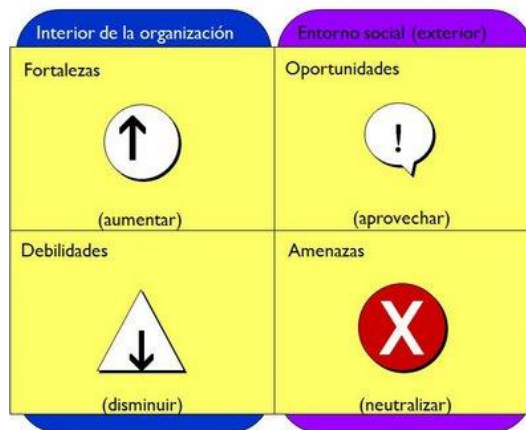 Interior de la organización
Entorno social (exterior)
Fortalezas
(aumentar)
Oportunidades
!
(aprovechar)
Debilidades
(disminuir)
Amenazas
X
(neutralizar)